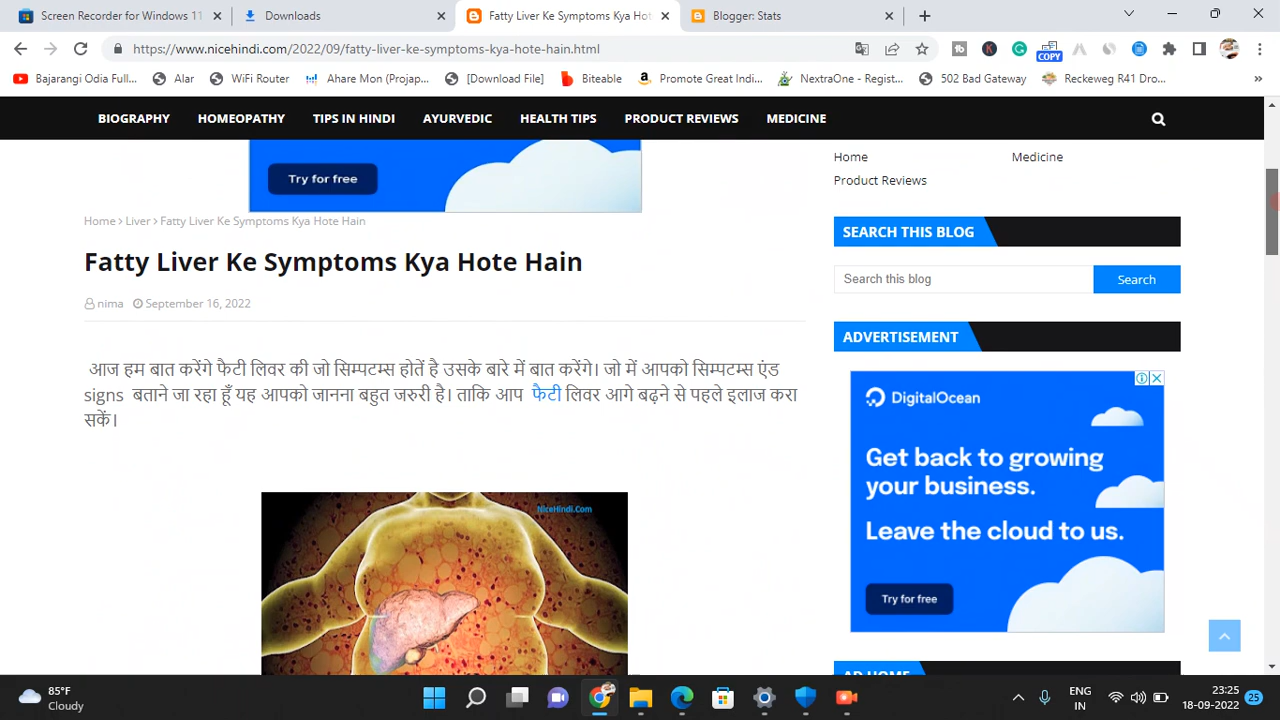 Screen Recorder for Windows 11
Downloads
Fatty Liver Ke Symptoms Kya Hot
Blogger: Stats
https://www.nicehindi.com/2022/09/fatty-liver-ke-symptoms-kya-hote-hain.html
COPY
Bajarangi Odia Full...
Alar
WiFi Router
Ahare Mon (Projap...
[Download File]
Biteable
Promote Great Indi...
NextraOne - Regist...
502 Bad Gateway
Reckeweg R41 Dro...
BIOGRAPHY
HOMEOPATHY
TIPS IN HINDI
AYURVEDIC
HEALTH TIPS
PRODUCT REVIEWS
MEDICINE
Try for free
Home > Liver > Fatty Liver Ke Symptoms Kya Hote Hain
Fatty Liver Ke Symptoms Kya Hote Hain
nima September 16, 2022
आज हम बात करेंगे फैटी लिवर की जो सिम्पटम्स होतें है उसके बारे में बात करेंगे। जो में आपको सिम्पटम्स एंड
signs बताने जा रहा हूँ यह आपको जानना बहुत जरुरी है। ताकि आप फैटी लिवर आगे बढ़ने से पहले इलाज करा
सकें।
NiceHindi.Com
Home
Medicine
Product Reviews
SEARCH THIS BLOG
Search this blog
Search
ADVERTISEMENT
DigitalOcean
Get back to growing
your business.
Leave the cloud to us.
Try for free
AD HOME
85°F
Cloudy
ENG
IN
23:25
18-09-2022
25